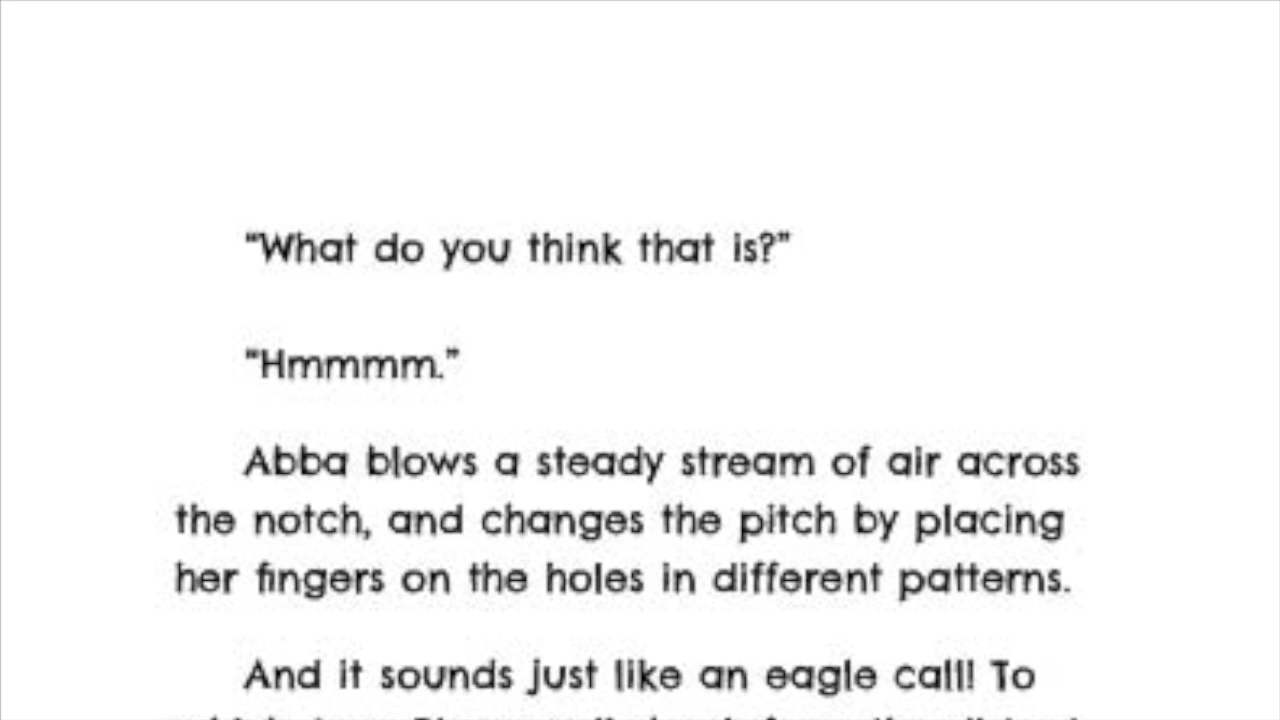 “What do you think that is?”
“Hmmmm.”
Abba blows a steady stream of air across
the notch, and changes the pitch by placing
her fingers on the holes in different patterns.
And it sounds just like an eagle call! To